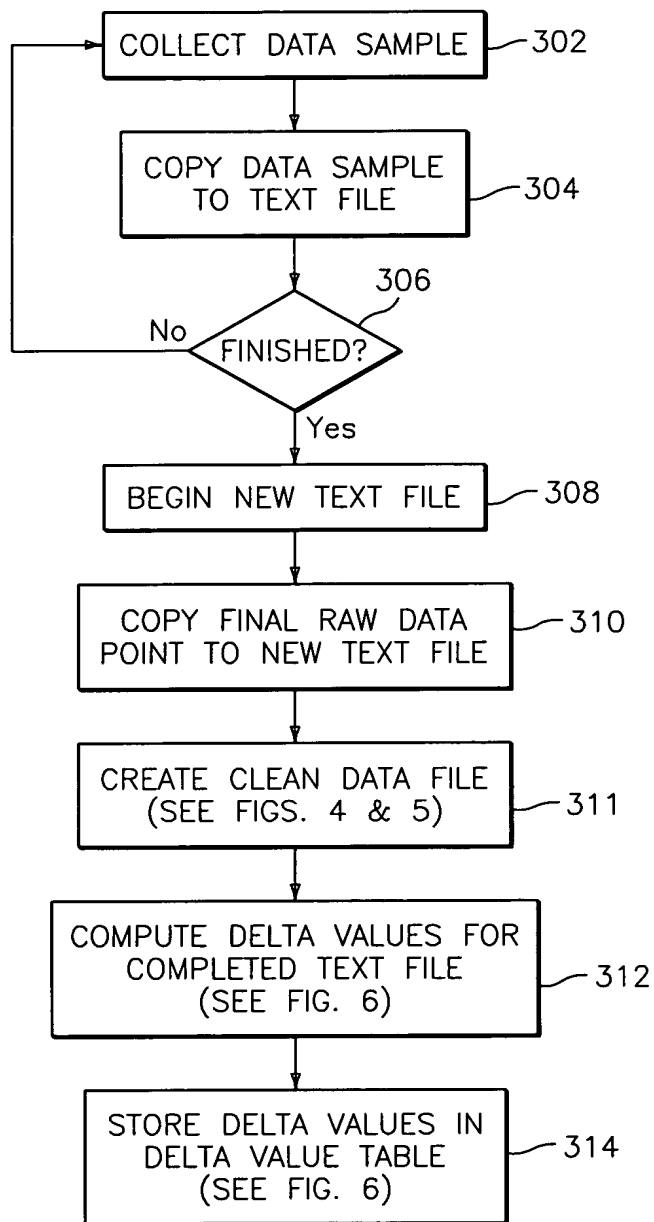 COLLECT DATA SAMPLE
302
COPY DATA SAMPLE
TO TEXT FILE
304
306
No
FINISHED?
Yes
BEGIN NEW TEXT FILE
308
COPY FINAL RAW DATA
POINT TO NEW TEXT FILE
310
CREATE CLEAN DATA FILE
(SEE FIGS. 4 & 5)
311
COMPUTE DELTA VALUES FOR
COMPLETED TEXT FILE
(SEE FIG. 6)
312
STORE DELTA VALUES IN
DELTA VALUE TABLE
(SEE FIG. 6)
314